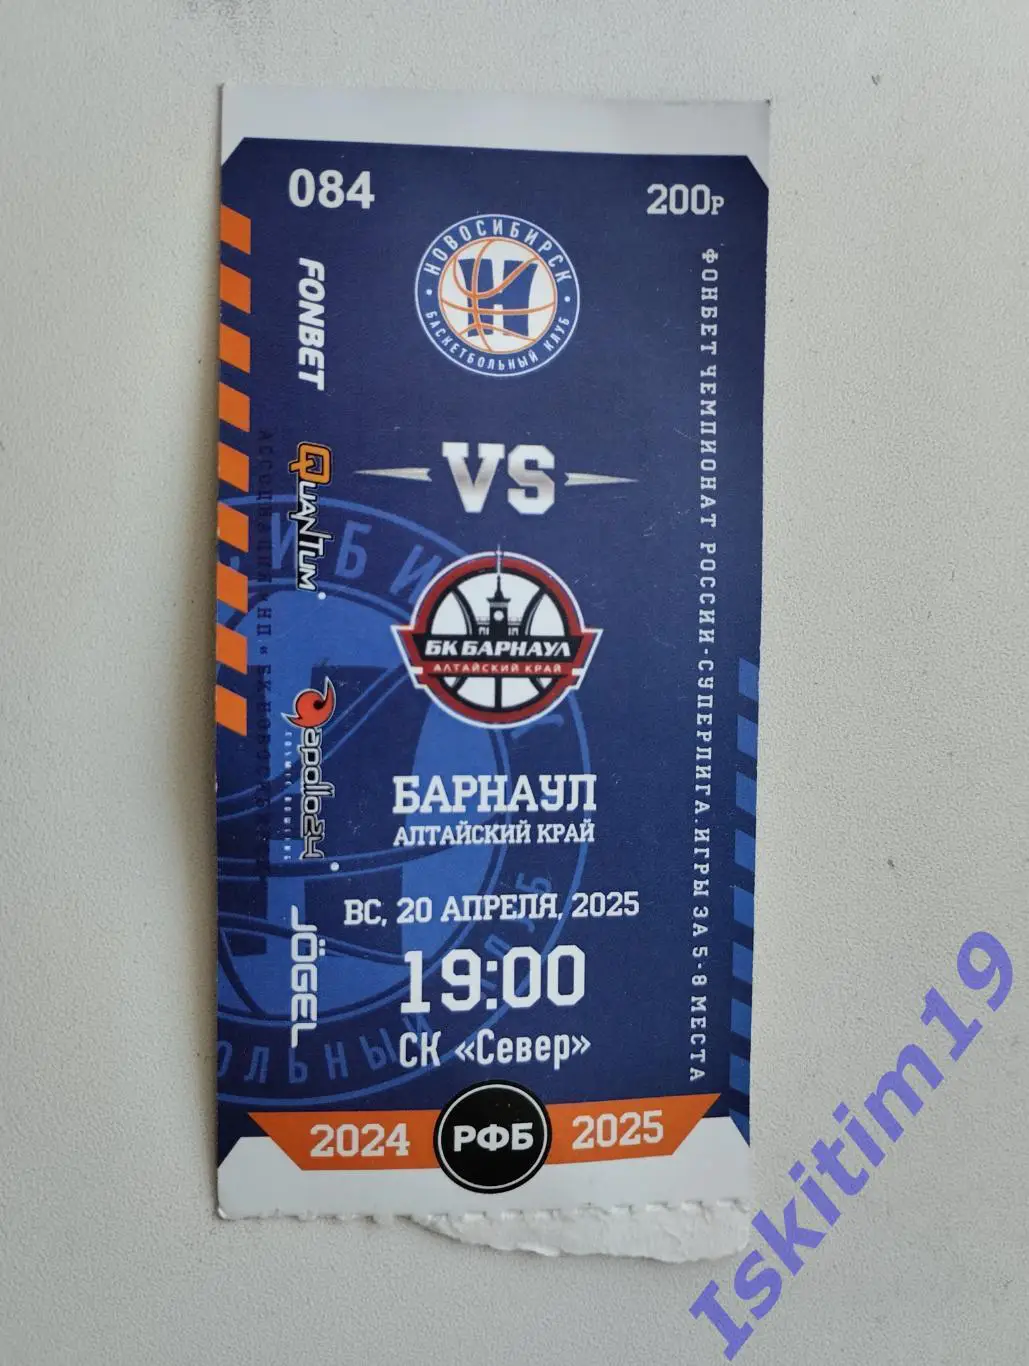 084
200Р
НОВОСИБИРСК
БАСКЕТБОЛЬНЫЙ КЛУБ
FONBET
QUANTUM
apollo24
COSMIC BOWLING
JÖGEL
VS
БК БАРНАУЛ
АЛТАЙСКИЙ КРАЙ
БАРНАУЛ
АЛТАЙСКИЙ КРАЙ
ВС, 20 АПРЕЛЯ, 2025
19:00
СК «Север»
2024
РФБ
2025
ФОНБЕТ ЧЕМПИОНАТ РОССИИ-СУПЕРЛИГА. ИГРЫ ЗА 5-8 МЕСТА
Iskitim19